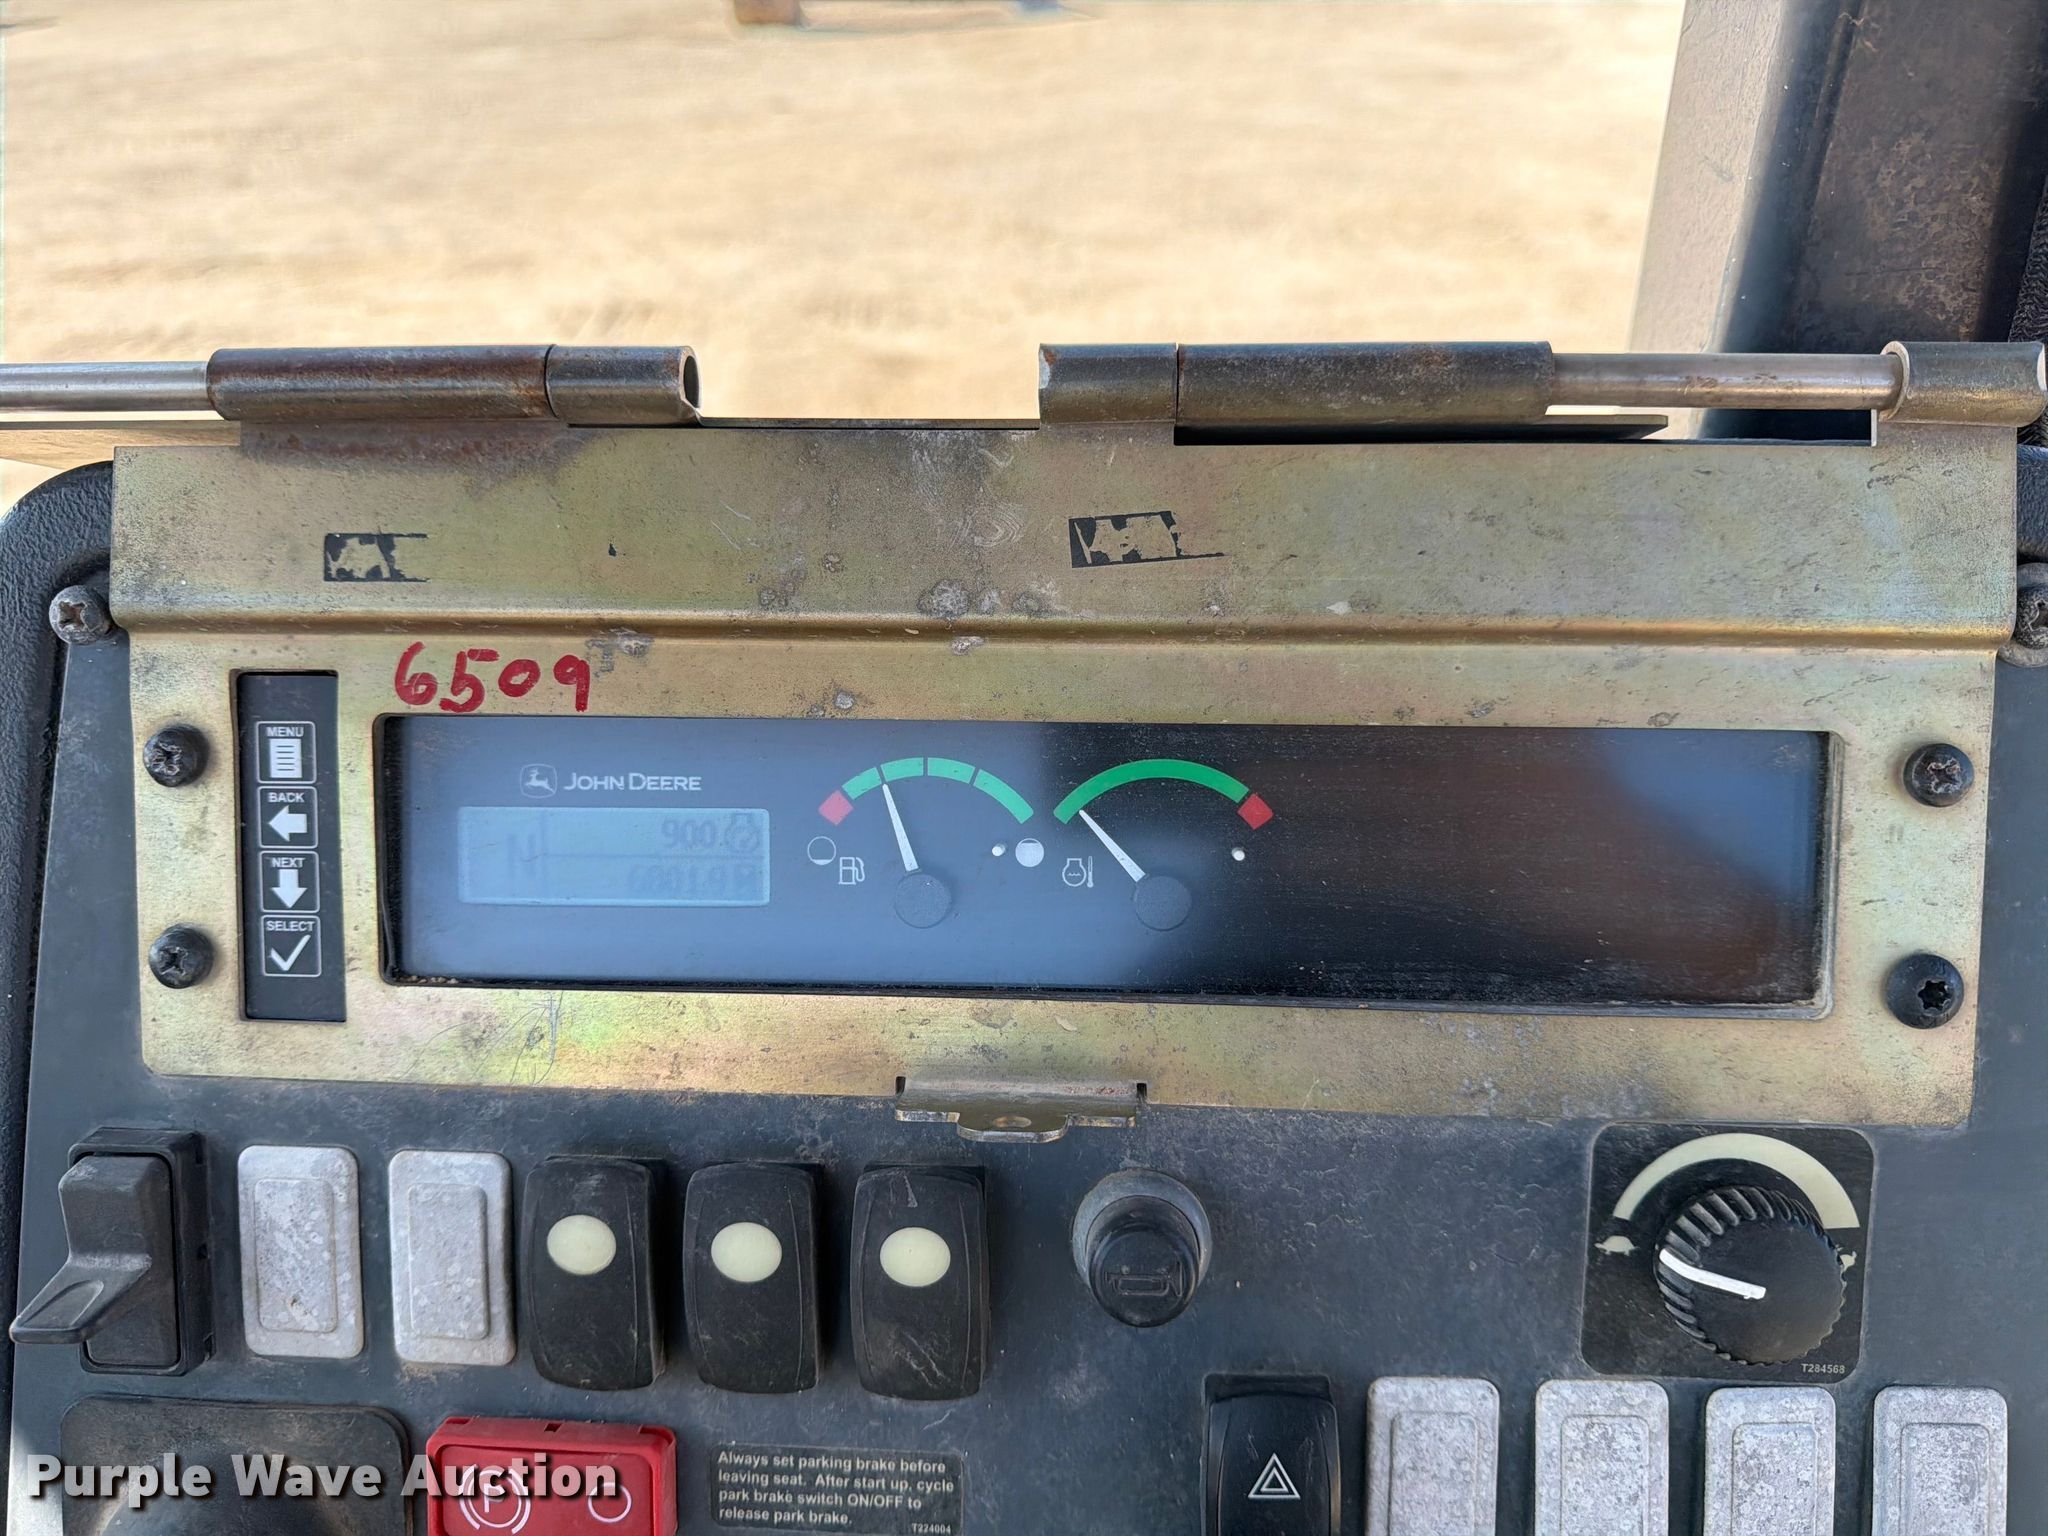 6509
MENU
BACK
NEXT
SELECT
JOHN DEERE
900
N
T284568
P
Always set parking brake before
leaving seat. After start up, cycle
park brake switch ON/OFF to
release park brake.
T224004
Purple Wave Auction